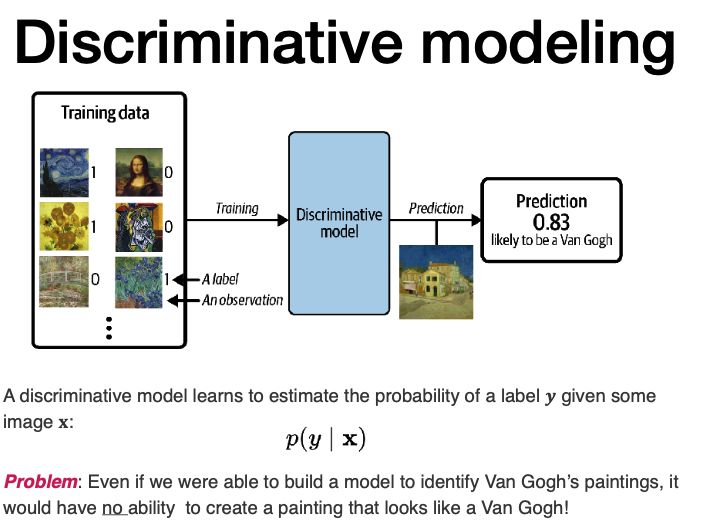 Discriminative modeling
Training data
1
0
1
0
0
1
A label
An observation
Training
Discriminative
model
Prediction
Prediction
0.83
likely to be a Van Gogh
A discriminative model learns to estimate the probability of a label y given some
image x:
p(y | x)
Problem: Even if we were able to build a model to identify Van Gogh’s paintings, it
would have no ability to create a painting that looks like a Van Gogh!